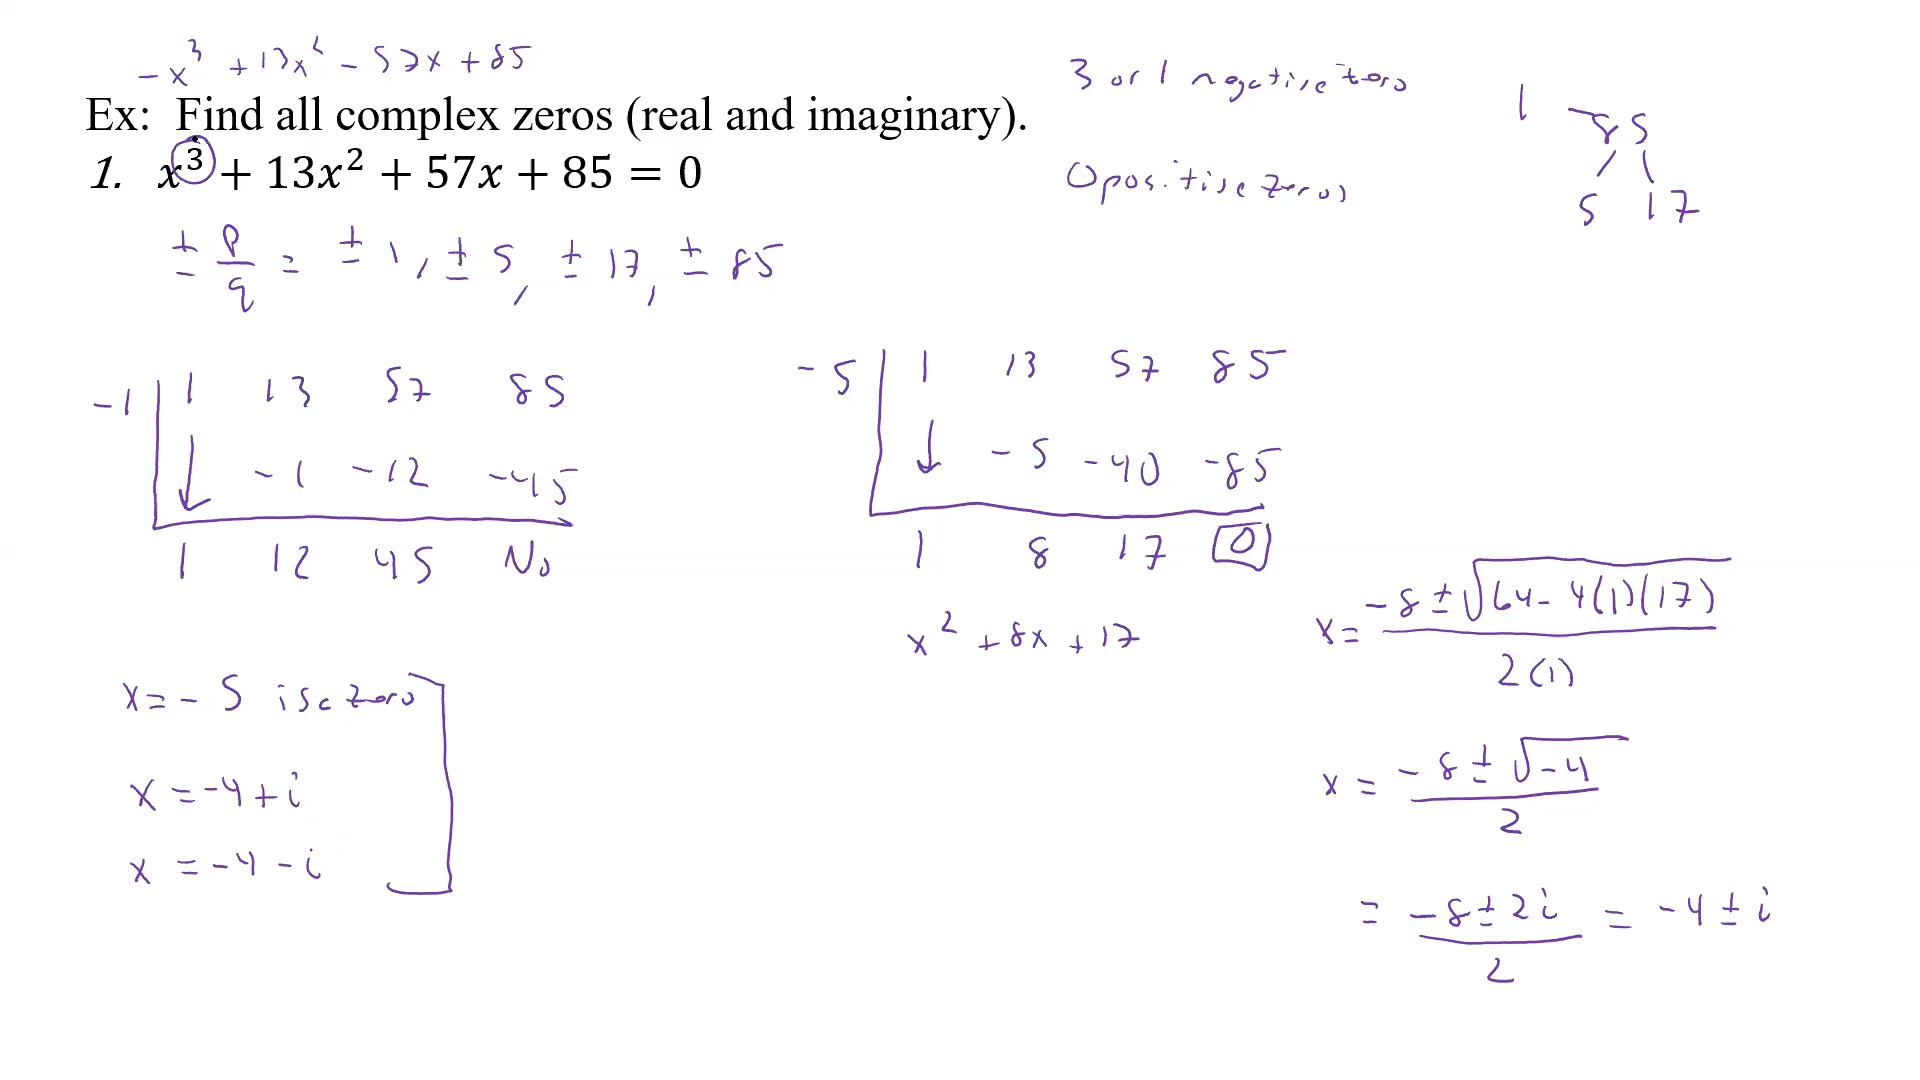 -x³ + 13x² - 57x + 85
3 or 1 negative zero
Ex: Find all complex zeros (real and imaginary).
1. x³ + 13x² + 57x + 85 = 0
0 positive zeros
1 85
5 17
± p/q = ± 1, ± 5, ± 17, ± 85
-1 | 1 13 57 85
↓ -1 -12 -45
1 12 45 No
-5 | 1 13 57 85
↓ -5 -40 -85
1 8 17 0
x² + 8x + 17
x = -8 ± √64 - 4(1)(17)
2(1)
x = -8 ± √-4
2
= -8 ± 2i = -4 ± i
2
x = -5 is a zero
x = -4 + i
x = -4 - i